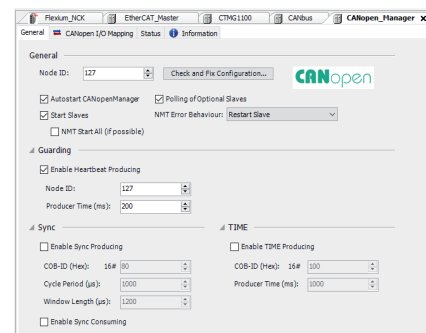 Flexium_NCK EtherCAT_Master CTMG1100 CANbus CANopen_Manager x
General CANopen I/O Mapping Status Information
General
Node ID: 127 Check and Fix Configuration... CANopen
Autostart CANopenManager Polling of Optional Slaves
Start Slaves NMT Error Behaviour: Restart Slave
NMT Start All (if possible)
Guarding
Enable Heartbeat Producing
Node ID: 127
Producer Time (ms): 200
Sync TIME
Enable Sync Producing Enable TIME Producing
COB-ID (Hex): 16# 80 COB-ID (Hex): 16# 100
Cycle Period (µs): 1000 Producer Time (ms): 1000
Window Length (µs): 1200
Enable Sync Consuming